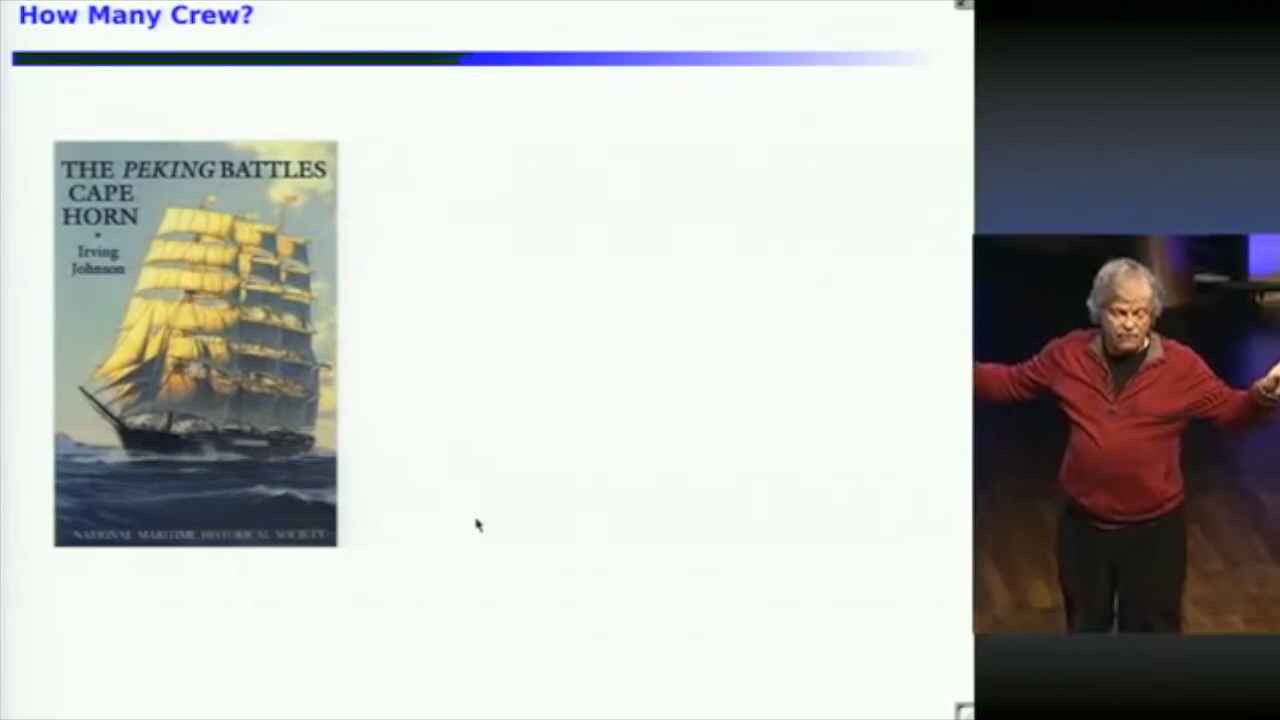 How Many Crew?
THE PEKING BATTLES
CAPE
HORN
Irving
Johnson
NATIONAL MARITIME HISTORICAL SOCIETY